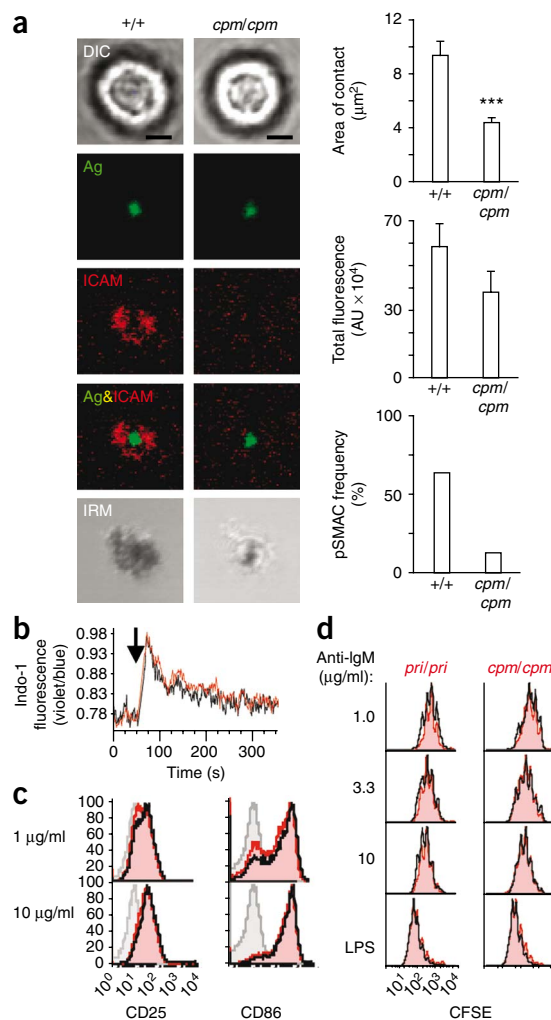 a
+/+
cpm/cpm
DIC
Ag
ICAM
Ag&ICAM
IRM
Area of contact
(μm²)
12
9
6
4
0
***
+/+
cpm/
cpm
Total fluorescence
(AU × 10⁴)
70
30
0
+/+
cpm/
cpm
pSMAC frequency
(%)
100
50
0
+/+
cpm/
cpm
b
Indo-1
fluorescence
(violet/blue)
0.98
0.93
0.88
0.83
0.78
0
100
200
300
Time (s)
c
1 μg/ml
100
80
60
40
20
10 μg/ml
100
80
60
40
20
0
10⁰
10¹
10²
10³
10⁴
CD25
CD86
d
Anti-IgM
(μg/ml):
pri/pri
cpm/cpm
1.0
3.3
10
LPS
10¹
10²
10³
10⁴
CFSE